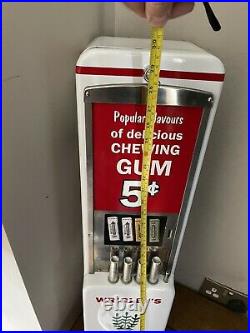 Popular flavours
of delicious
CHEWING
GUM
5¢
WRIGLEY'S